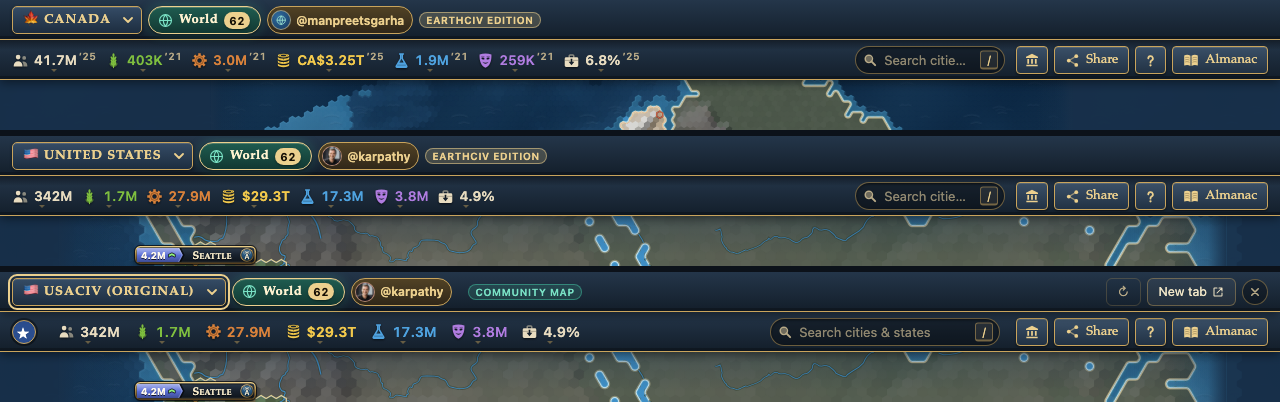 CANADA World 62 @manpreetsgarha EARTHCIV EDITION
41.7M '25 403K '21 3.0M '21 CA$3.25T '25 1.9M '21 259K '21 6.8% '25 Search citie... / Share ? Almanac
UNITED STATES World 62 @karpathy EARTHCIV EDITION
342M 1.7M 27.9M $29.3T 17.3M 3.8M 4.9% Search citie... / Share ? Almanac
4.2M SEATTLE
USACIV (ORIGINAL) World 62 @karpathy COMMUNITY MAP New tab
342M 1.7M 27.9M $29.3T 17.3M 3.8M 4.9% Search cities & states / Share ? Almanac
4.2M SEATTLE